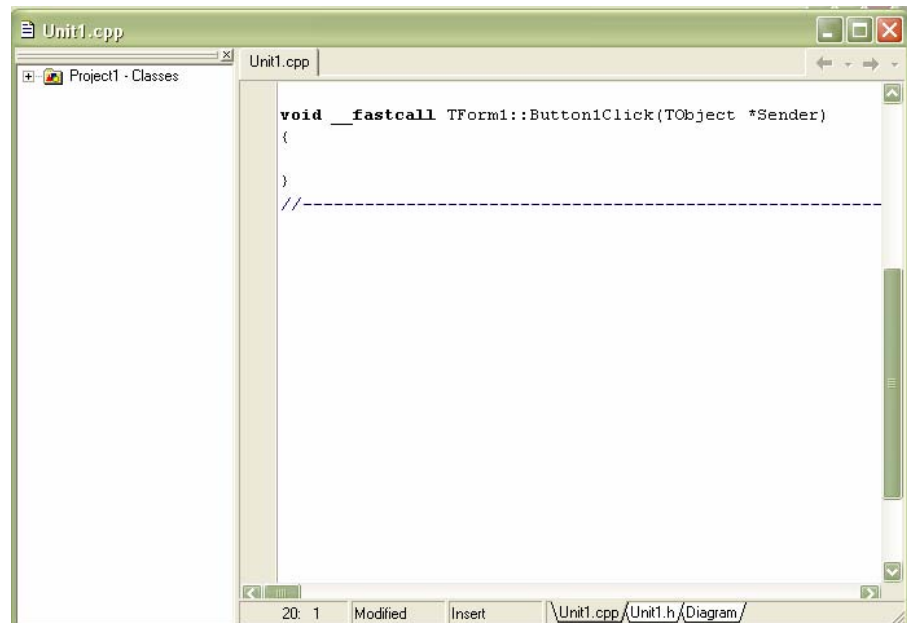 Unit1.cpp
Project1 - Classes
Unit1.cpp
void __fastcall TForm1::Button1Click(TObject *Sender)
{
}
//--------------------------------------------------------
20: 1 Modified Insert \Unit1.cpp/Unit1.h/Diagram/